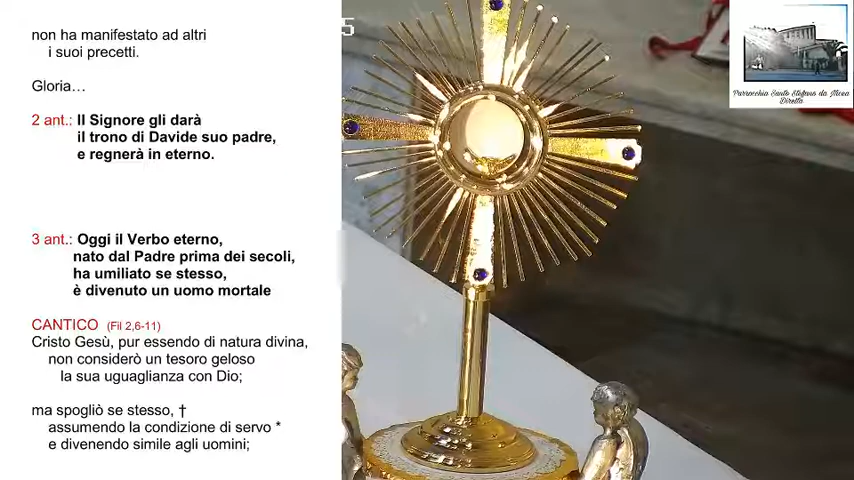 non ha manifestato ad altri
i suoi precetti.
Gloria…
2 ant.: Il Signore gli darà
il trono di Davide suo padre,
e regnerà in eterno.
3 ant.: Oggi il Verbo eterno,
nato dal Padre prima dei secoli,
ha umiliato se stesso,
è divenuto un uomo mortale
CANTICO (Fil 2,6-11)
Cristo Gesù, pur essendo di natura divina,
non considerò un tesoro geloso
la sua uguaglianza con Dio;
ma spogliò se stesso, †
assumendo la condizione di servo *
e divenendo simile agli uomini;
5
Parrocchia Santo Stefano da Mosa
Diretta